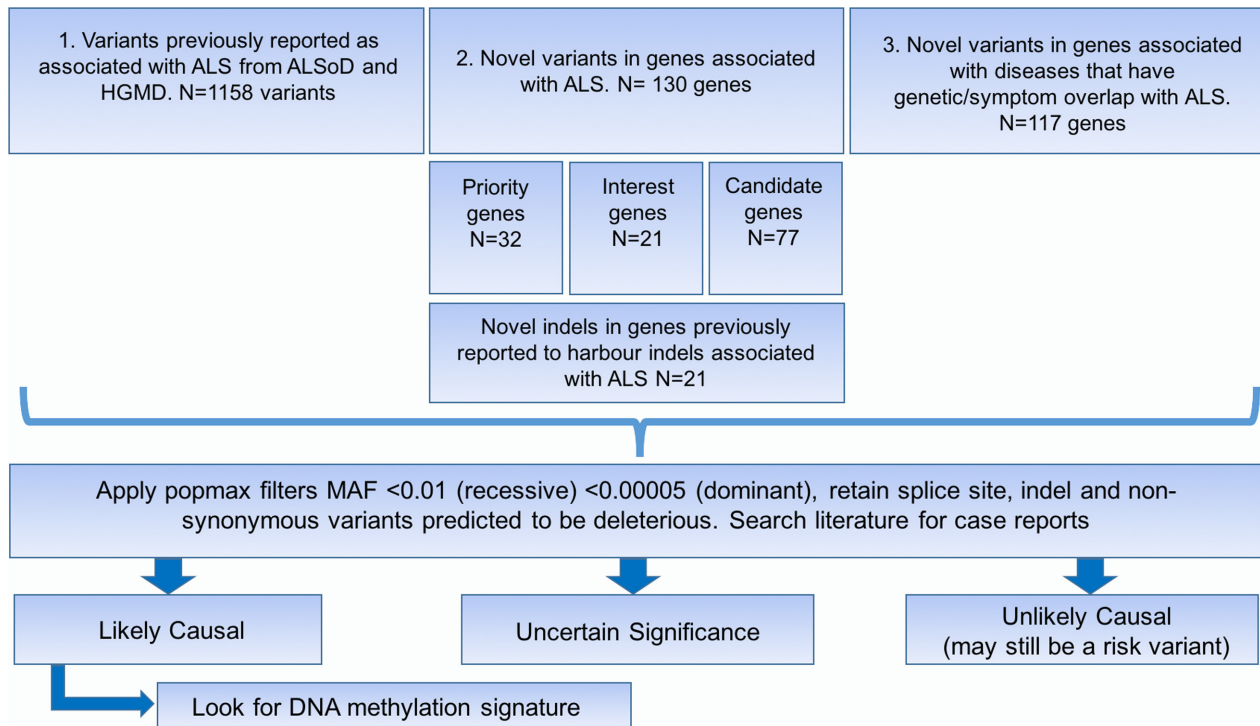 1. Variants previously reported as
associated with ALS from ALSoD and
HGMD. N=1158 variants
2. Novel variants in genes associated
with ALS. N= 130 genes
3. Novel variants in genes associated
with diseases that have
genetic/symptom overlap with ALS.
N=117 genes
Priority
genes
N=32
Interest
genes
N=21
Candidate
genes
N=77
Novel indels in genes previously
reported to harbour indels associated
with ALS N=21
Apply popmax filters MAF <0.01 (recessive) <0.00005 (dominant), retain splice site, indel and non-
synonymous variants predicted to be deleterious. Search literature for case reports
Likely Causal
Uncertain Significance
Unlikely Causal
(may still be a risk variant)
Look for DNA methylation signature